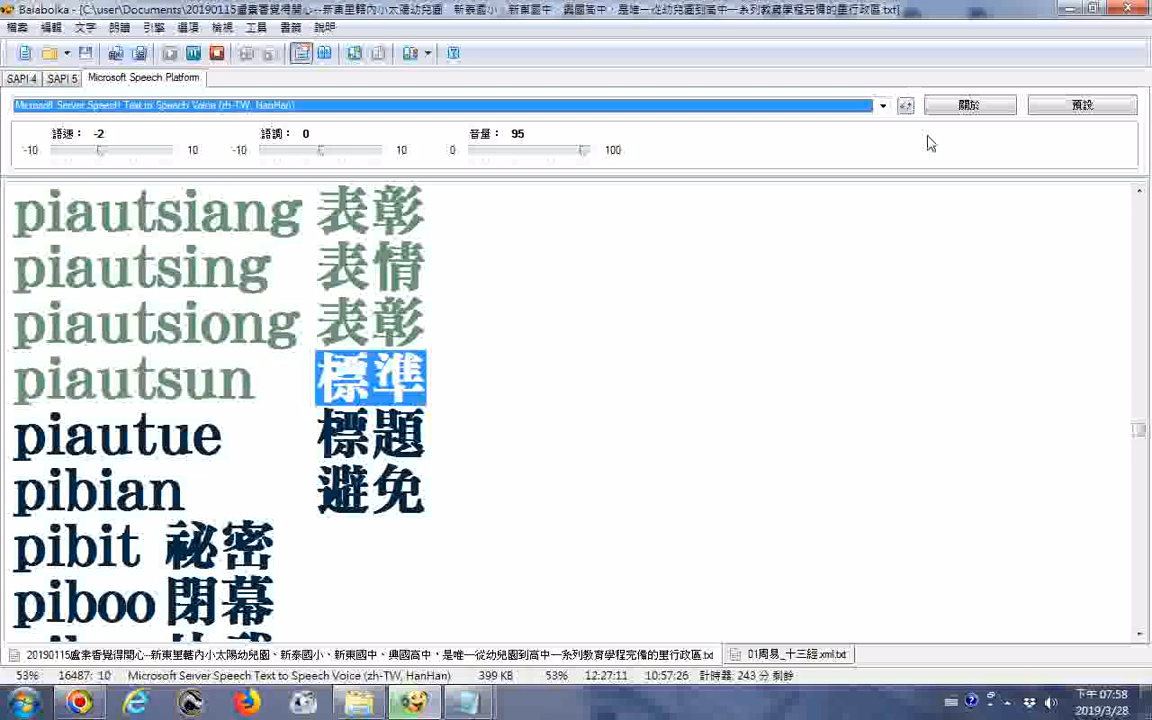 Balabolka - [C:\user\Documents\20190115盧素香覺得開心--新東里轄內小太陽幼兒園、新泰國小、新東國中、興國高中，是唯一從幼兒園到高中一系列教育學程完備的里行政區.txt]
檔案 編輯 文字 朗讀 引擎 選項 檢視 工具 書籤 說明
SAPI 4 SAPI 5 Microsoft Speech Platform
Microsoft Server Speech Text to Speech Voice (zh-TW, HanHan)
關於 預設
語速： -2 語調： 0 音量： 95
-10 10 -10 10 0 100
piautsiang 表彰
piautsing 表情
piautsiong 表彰
piautsun 標準
piautue 標題
pibian 避免
pibit 祕密
piboo 閉幕
20190115盧素香覺得開心--新東里轄內小太陽幼兒園、新泰國小、新東國中、興國高中，是唯一從幼兒園到高中一系列教育學程完備的里行政區.txt 01周易_十三經.xml.txt
53% 16487: 10 Microsoft Server Speech Text to Speech Voice (zh-TW, HanHan) 399 KB 53% 12:27:11 10:57:26 計時器: 243 分 剩餘
下午 07:58
2019/3/28